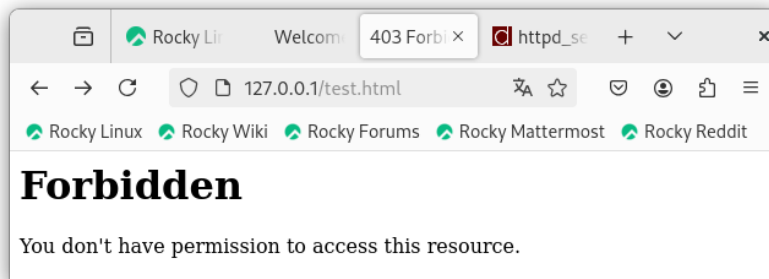 Rocky Lin Welcom 403 Forbi httpd_se
127.0.0.1/test.html
Rocky Linux Rocky Wiki Rocky Forums Rocky Mattermost Rocky Reddit
Forbidden
You don't have permission to access this resource.